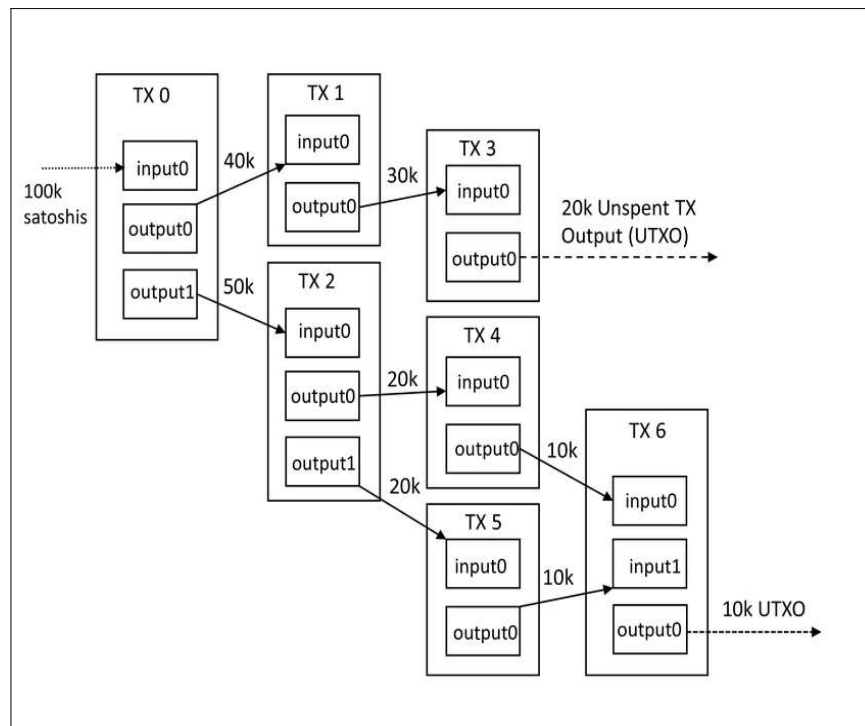 TX 0
input0
100k
satoshis
output0
output1
40k
50k
TX 1
input0
output0
30k
TX 2
input0
output0
output1
20k
20k
TX 3
input0
output0
20k Unspent TX
Output (UTXO)
TX 4
input0
output0
10k
TX 5
input0
output0
10k
TX 6
input0
input1
output0
10k UTXO